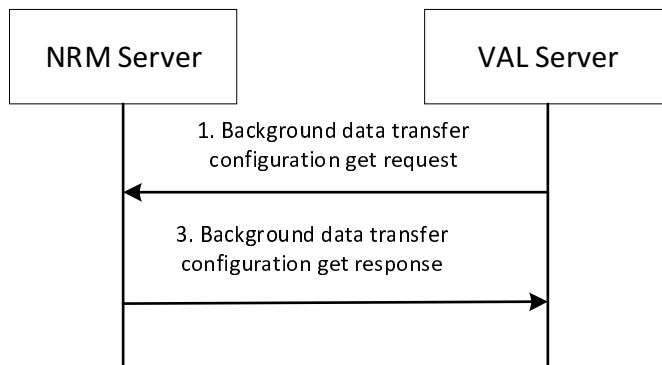 NRM Server
VAL Server
1. Background data transfer
configuration get request
3. Background data transfer
configuration get response